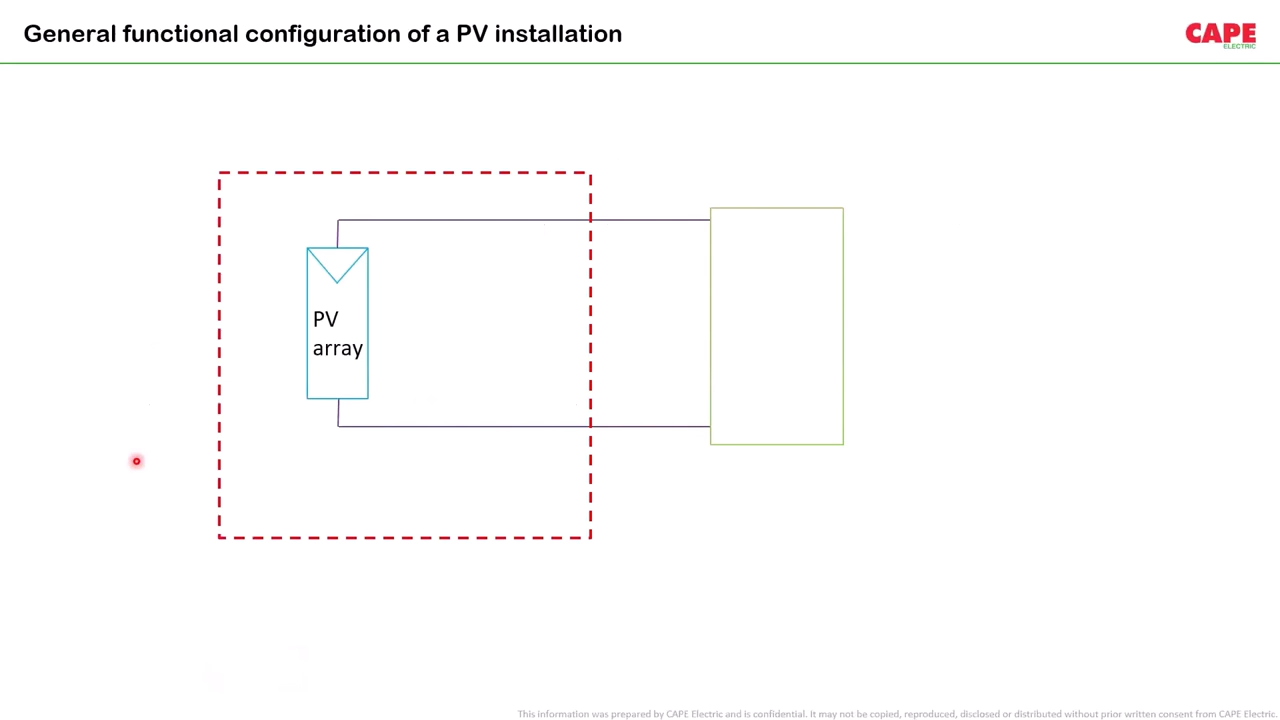 General functional configuration of a PV installation
CAPE
ELECTRIC
PV
array
This information was prepared by CAPE Electric and is confidential. It may not be copied, reproduced, disclosed or distributed without prior written consent from CAPE Electric.